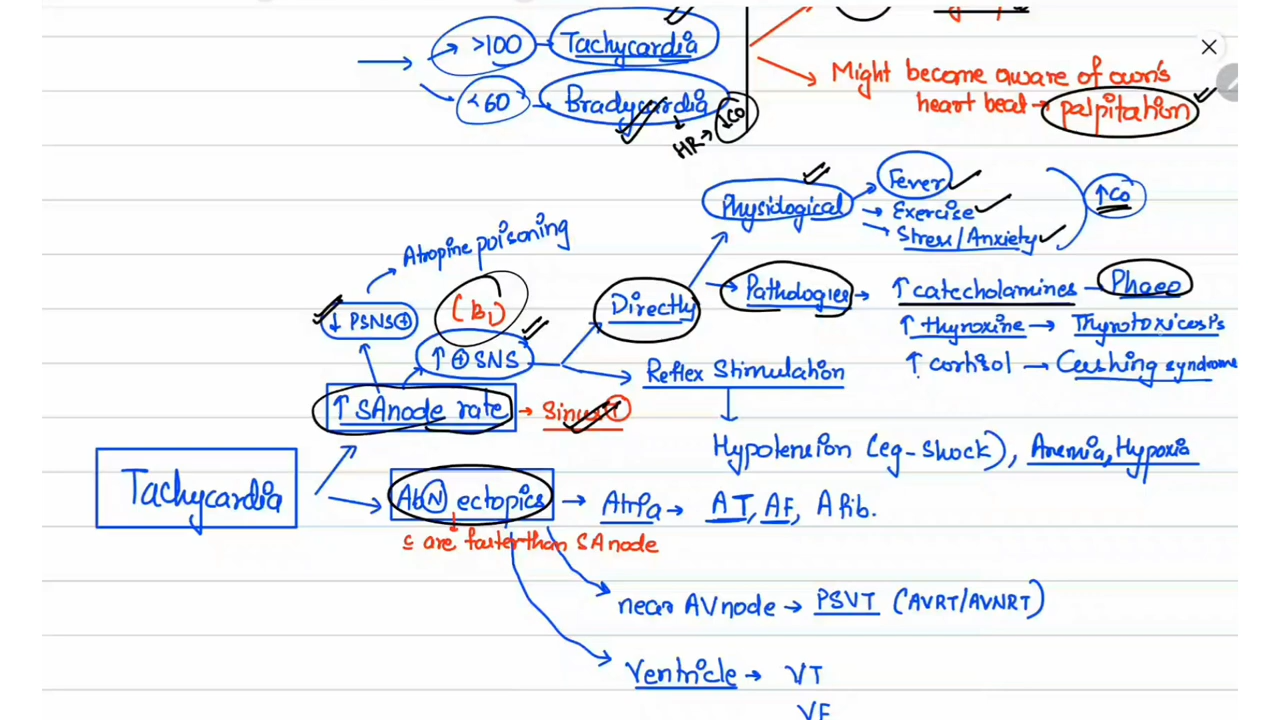 >100 Tachycardia
<60 Bradycardia
HR → ↓CO
Might become aware of own's
heart beat → palpitation
Physiological → Fever
→ Exercise
→ Stress/Anxiety
↑CO
Atropine poisoning
↓ PSNS⊕
(B1)
↑ ⊕ SNS
Directly
Pathologies → ↑ catecholamines - Phaeo
↑ thyroxine → Thyrotoxicosis
↑ cortisol → Cushing syndrome
Reflex Stimulation
↑ SA node rate → Sinus T
Hypotension (eg-shock), Anemia, Hypoxia
Tachycardia
Ab N ectopics → Atria → AT, AF, A Fib.
c are faster than SA node
near AV node → PSVT (AVRT/AVNRT)
Ventricle → VT
VF